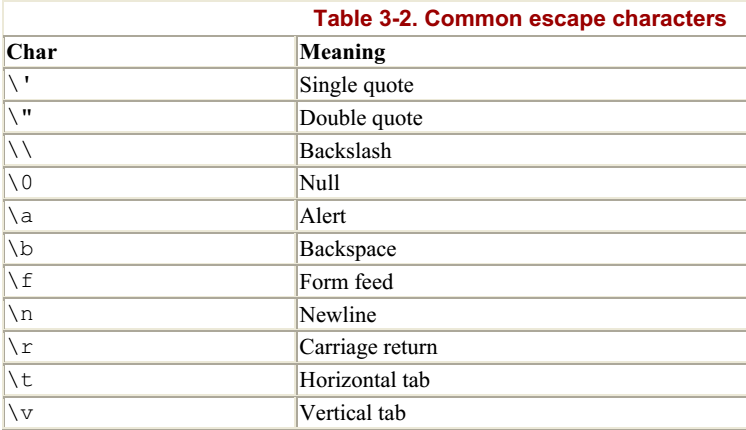 Table 3-2. Common escape characters
Char Meaning
\' Single quote
\" Double quote
\\ Backslash
\0 Null
\a Alert
\b Backspace
\f Form feed
\n Newline
\r Carriage return
\t Horizontal tab
\v Vertical tab